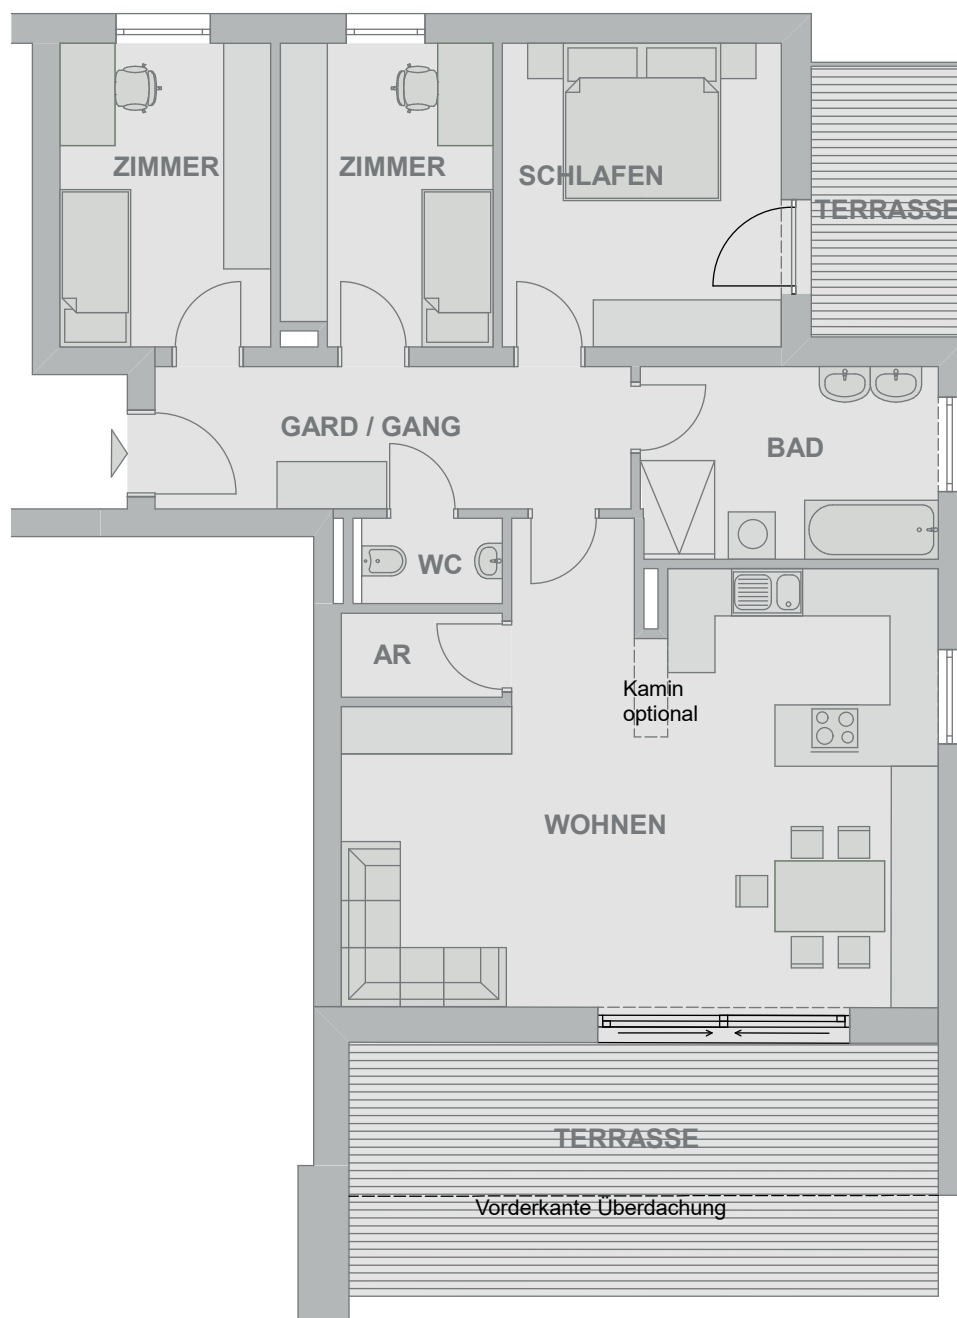 ZIMMER
ZIMMER
SCHLAFEN
TERRASSE
GARD / GANG
BAD
WC
AR
Kamin
optional
WOHNEN
TERRASSE
Vorderkante Überdachung